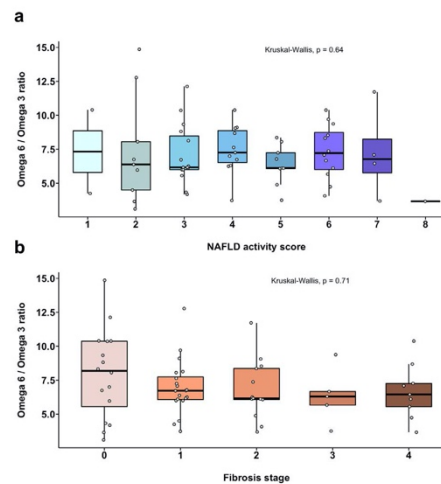 a
Kruskal-Wallis, p = 0.64
Omega 6 / Omega 3 ratio
15.0
12.5
10.0
7.5
5.0
1 2 3 4 5 6 7 8
NAFLD activity score
b
Kruskal-Wallis, p = 0.71
Omega 6 / Omega 3 ratio
15.0
12.5
10.0
7.5
5.0
0 1 2 3 4
Fibrosis stage